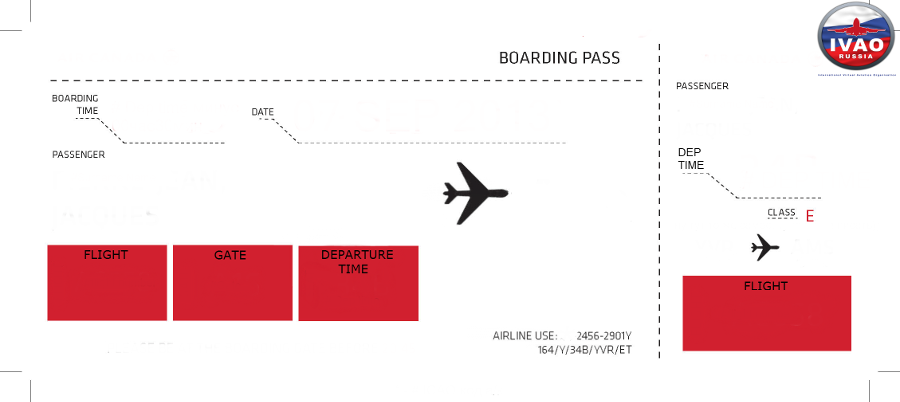 BOARDING PASS
BOARDING
TIME
DATE
PASSENGER
FLIGHT
GATE
DEPARTURE
TIME
AIRLINE USE: 2456-2901Y
164/Y/34B/YVR/ET
IVAO
RUSSIA
International Virtual Aviation Organisation
PASSENGER
DEP
TIME
CLASS E
FLIGHT